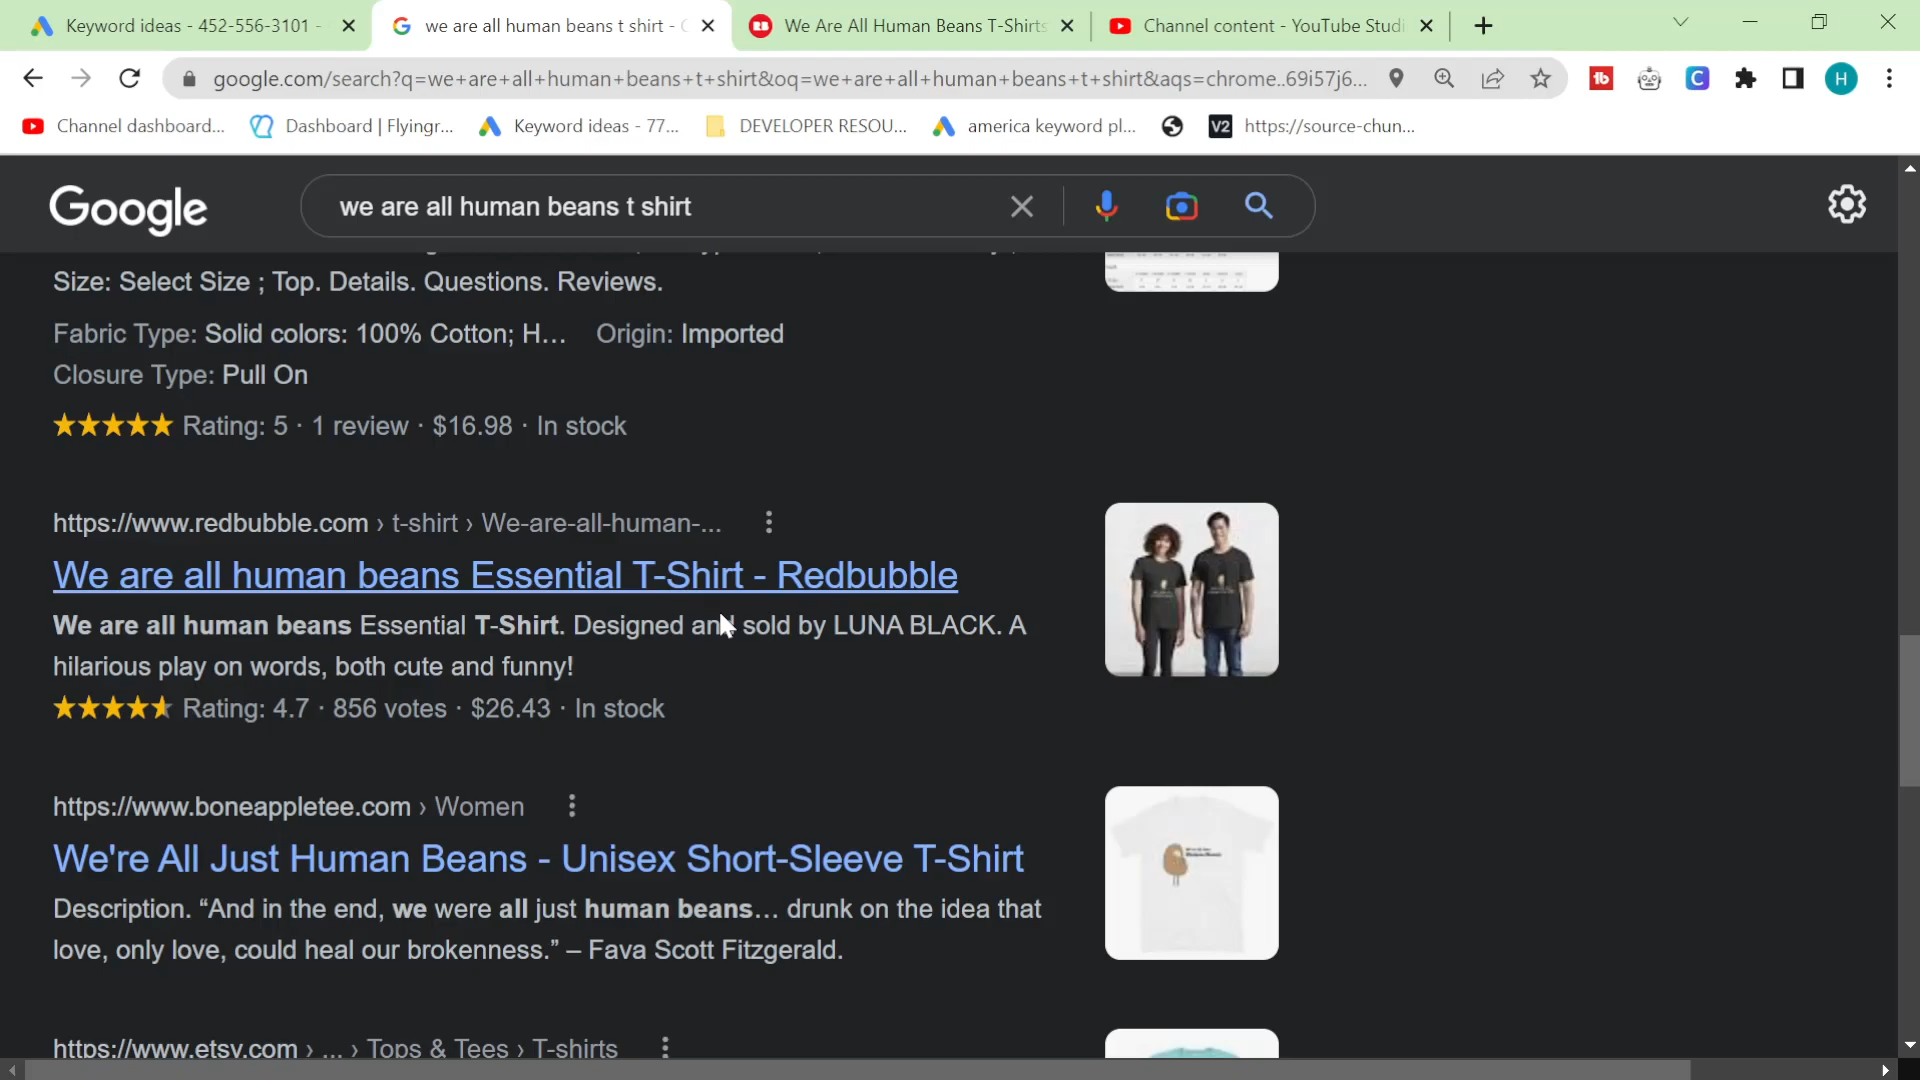 Keyword ideas - 452-556-3101 -
we are all human beans t shirt -
We Are All Human Beans T-Shirts
Channel content - YouTube Studi
google.com/search?q=we+are+all+human+beans+t+shirt&oq=we+are+all+human+beans+t+shirt&aqs=chrome..69i57j6...
H
Channel dashboard...
Dashboard | Flyingr...
Keyword ideas - 77...
DEVELOPER RESOU...
america keyword pl...
V2
https://source-chun...
Google
we are all human beans t shirt
Size: Select Size ; Top. Details. Questions. Reviews.
Fabric Type: Solid colors: 100% Cotton; H... Origin: Imported
Closure Type: Pull On
Rating: 5 · 1 review · $16.98 · In stock
https://www.redbubble.com › t-shirt › We-are-all-human-...
We are all human beans Essential T-Shirt - Redbubble
We are all human beans Essential T-Shirt. Designed and sold by LUNA BLACK. A
hilarious play on words, both cute and funny!
Rating: 4.7 · 856 votes · $26.43 · In stock
https://www.boneappletee.com › Women
We're All Just Human Beans - Unisex Short-Sleeve T-Shirt
Description. “And in the end, we were all just human beans… drunk on the idea that
love, only love, could heal our brokenness.” – Fava Scott Fitzgerald.
https://www.etsy.com › ... › Tops & Tees › T-shirts